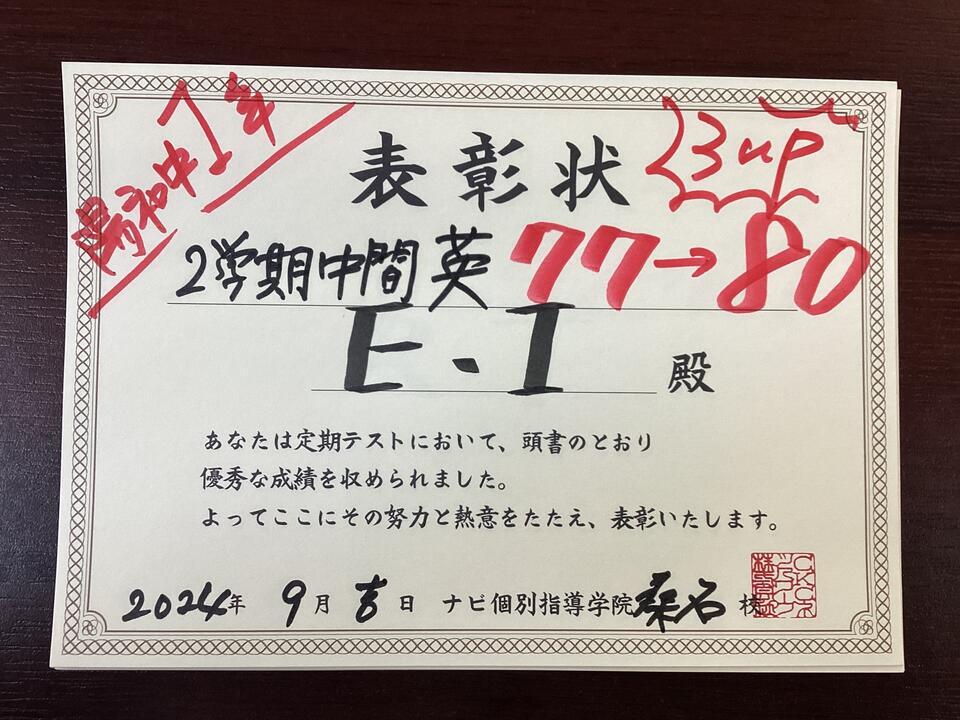 陽和中1年
表彰状
3up
2学期中間 英 77→80
E.I 殿
あなたは定期テストにおいて、頭書のとおり
優秀な成績を収められました。
よってここにその努力と熱意をたたえ、表彰いたします。
2024年 9月 吉日 ナビ個別指導学院 桑名 校